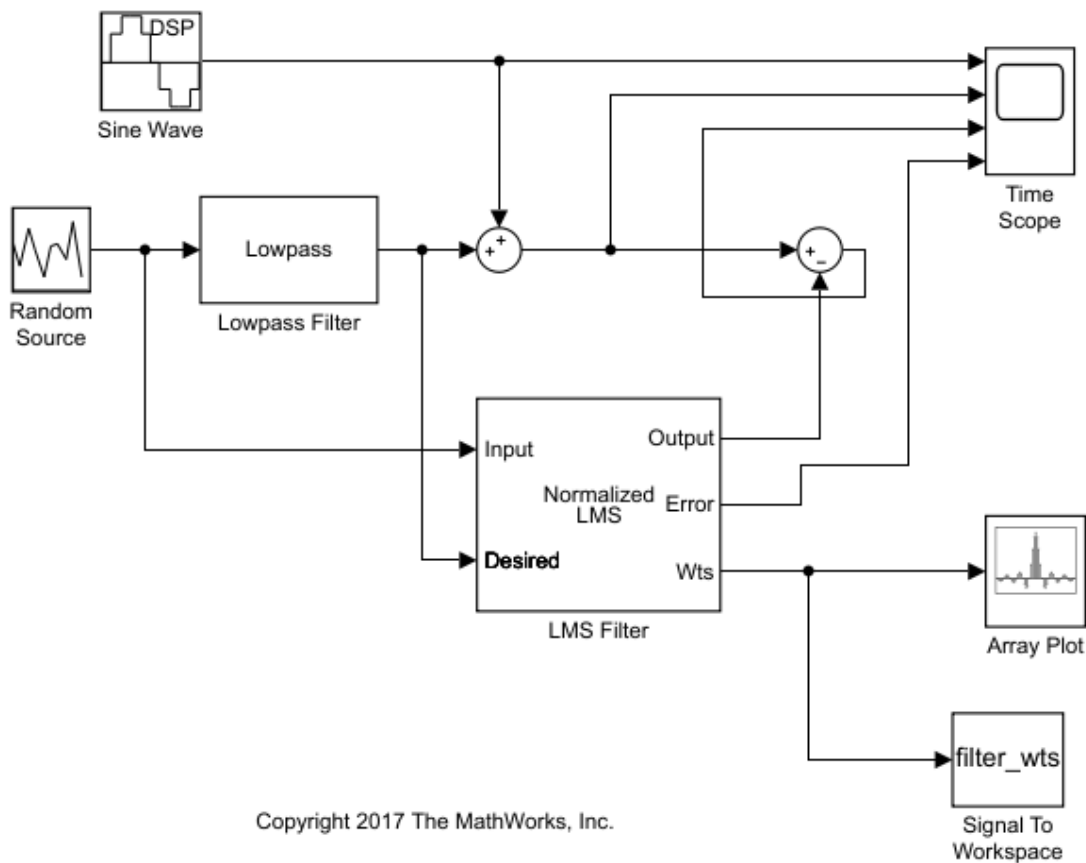 DSP
Sine Wave
Time
Scope
Random
Source
Lowpass
Lowpass Filter
+
+
+
−
Input
Desired
Normalized
LMS
Output
Error
Wts
LMS Filter
Array Plot
filter_wts
Signal To
Workspace
Copyright 2017 The MathWorks, Inc.